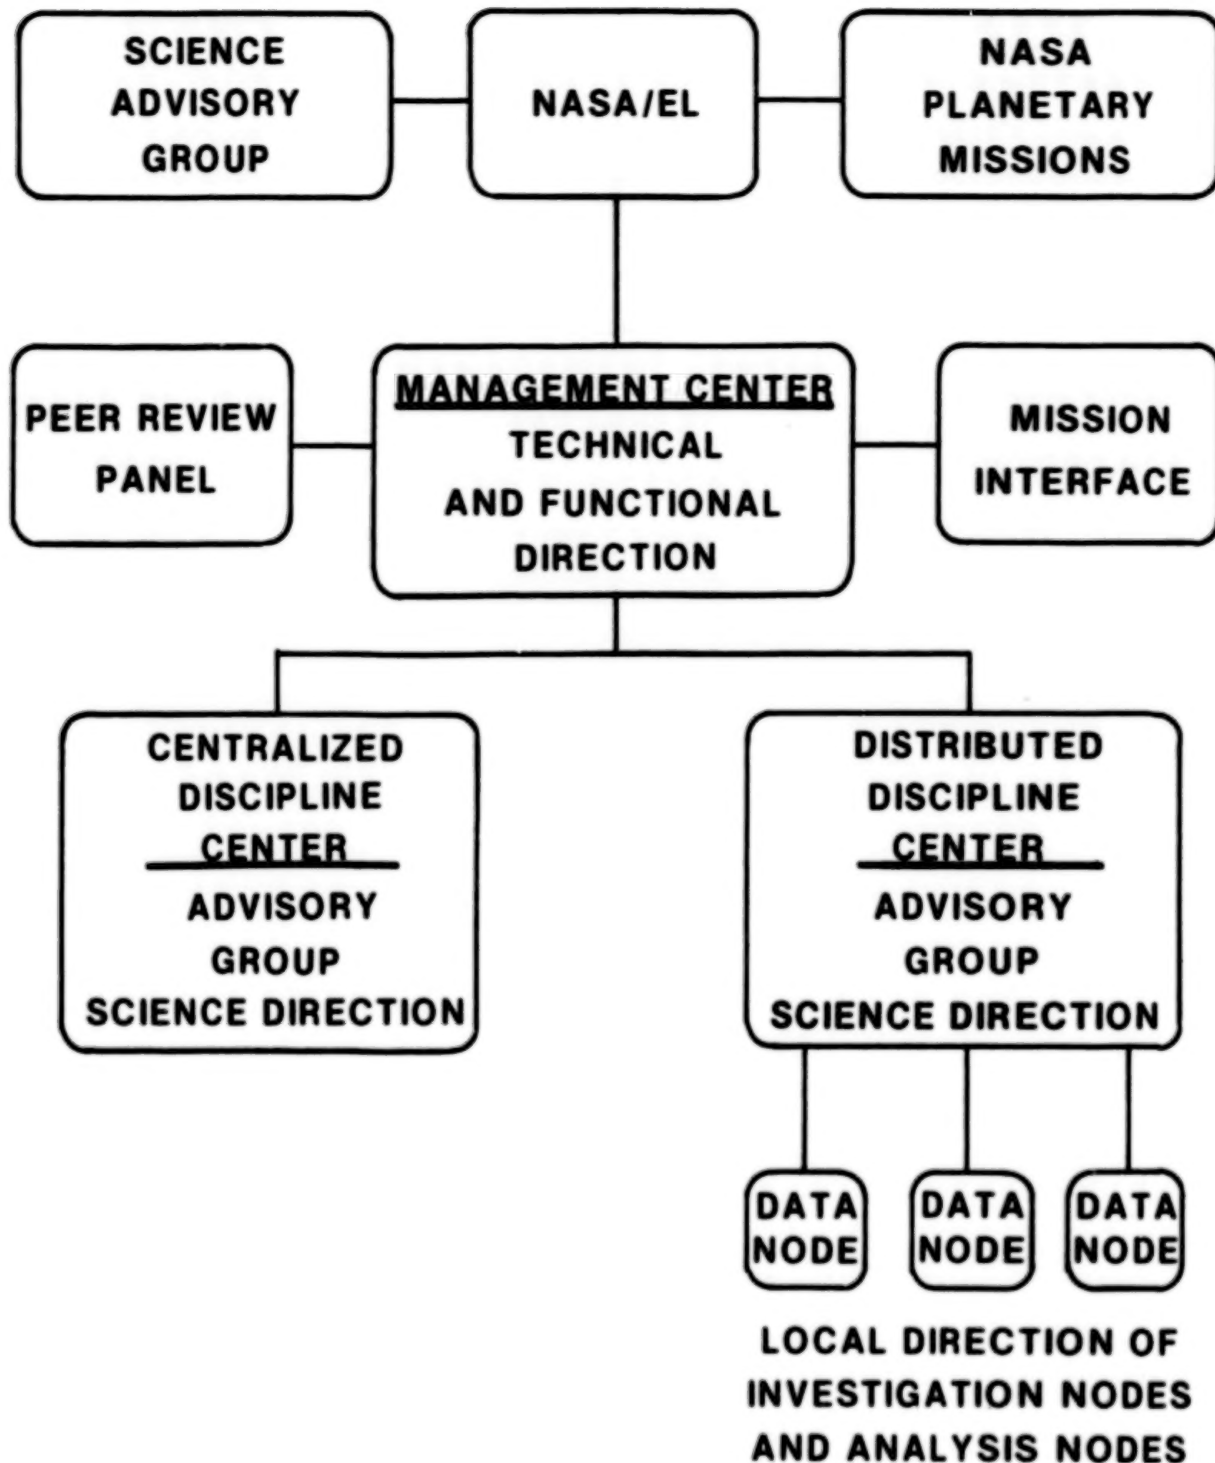 SCIENCE
ADVISORY
GROUP
NASA/EL
NASA
PLANETARY
MISSIONS
PEER REVIEW
PANEL
MANAGEMENT CENTER
TECHNICAL
AND FUNCTIONAL
DIRECTION
MISSION
INTERFACE
CENTRALIZED
DISCIPLINE
CENTER
ADVISORY
GROUP
SCIENCE DIRECTION
DISTRIBUTED
DISCIPLINE
CENTER
ADVISORY
GROUP
SCIENCE DIRECTION
DATA
NODE
DATA
NODE
DATA
NODE
LOCAL DIRECTION OF
INVESTIGATION NODES
AND ANALYSIS NODES